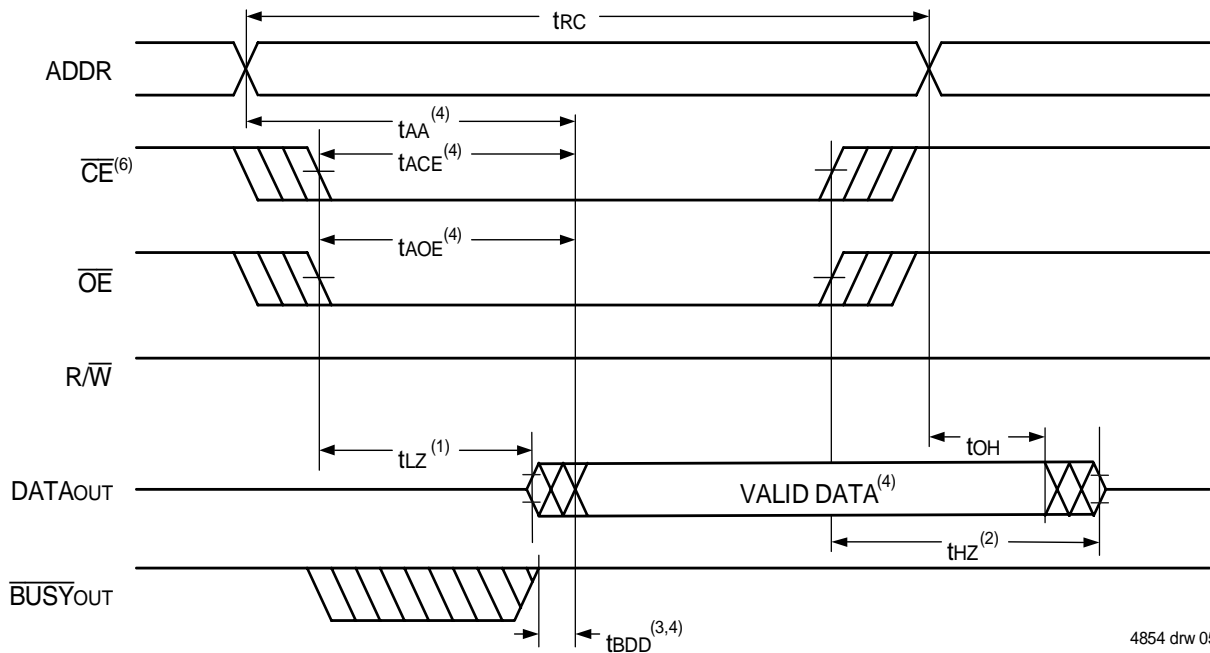 tRC
ADDR
tAA(4)
CE(6)
tACE(4)
tAOE(4)
OE
R/W
tLZ(1)
tOH
DATAOUT
VALID DATA(4)
tHZ(2)
BUSYOUT
tBDD(3,4)
4854 drw 05